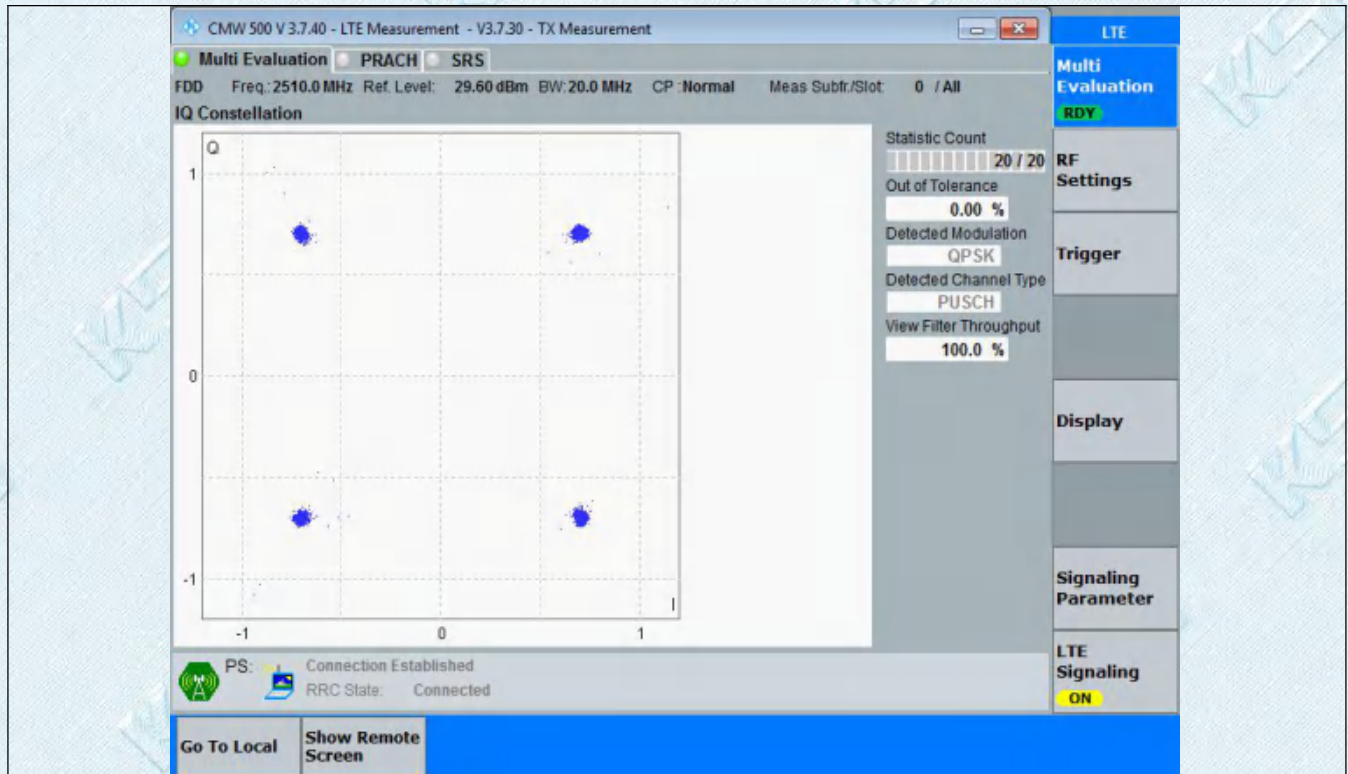 CMW 500 V 3.7.40 - LTE Measurement - V3.7.30 - TX Measurement
LTE
Multi Evaluation PRACH SRS
FDD Freq.: 2510.0 MHz Ref. Level: 29.60 dBm BW: 20.0 MHz CP : Normal Meas Subfr./Slot: 0 / All
IQ Constellation
Multi
Evaluation
RDY
Q
1
0
-1
I
-1 0 1
Statistic Count
20 / 20
Out of Tolerance
0.00 %
Detected Modulation
QPSK
Detected Channel Type
PUSCH
View Filter Throughput
100.0 %
RF
Settings
Trigger
Display
Signaling
Parameter
LTE
Signaling
ON
PS: Connection Established
RRC State: Connected
Go To Local
Show Remote
Screen